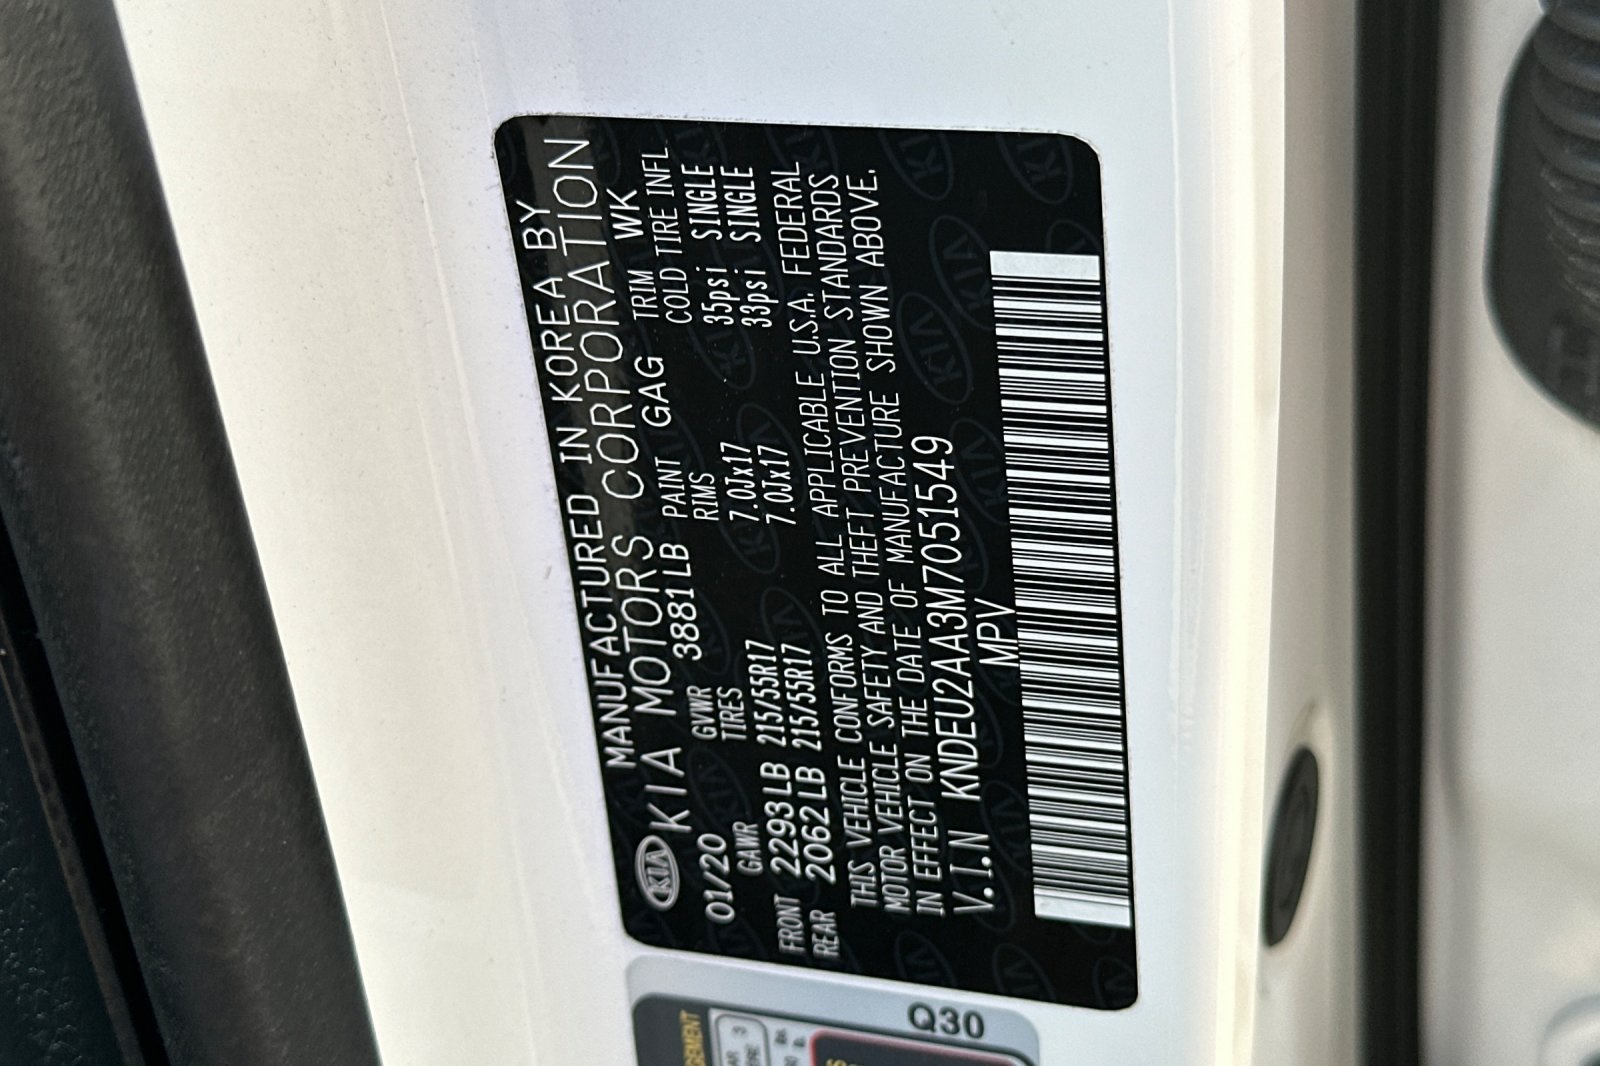 MANUFACTURED IN KOREA BY
KIA KIA MOTORS CORPORATION
01/20 GVWR 3881LB PAINT GAG TRIM WK
GAWR TIRES RIMS COLD TIRE INFL
FRONT 2293LB 215/55R17 7.0Jx17 35psi SINGLE
REAR 2062LB 215/55R17 7.0Jx17 33psi SINGLE
THIS VEHICLE CONFORMS TO ALL APPLICABLE U.S.A. FEDERAL
MOTOR VEHICLE SAFETY AND THEFT PREVENTION STANDARDS
IN EFFECT ON THE DATE OF MANUFACTURE SHOWN ABOVE.
V.I.N KNDEU2AA3M7051549
MPV
Q30